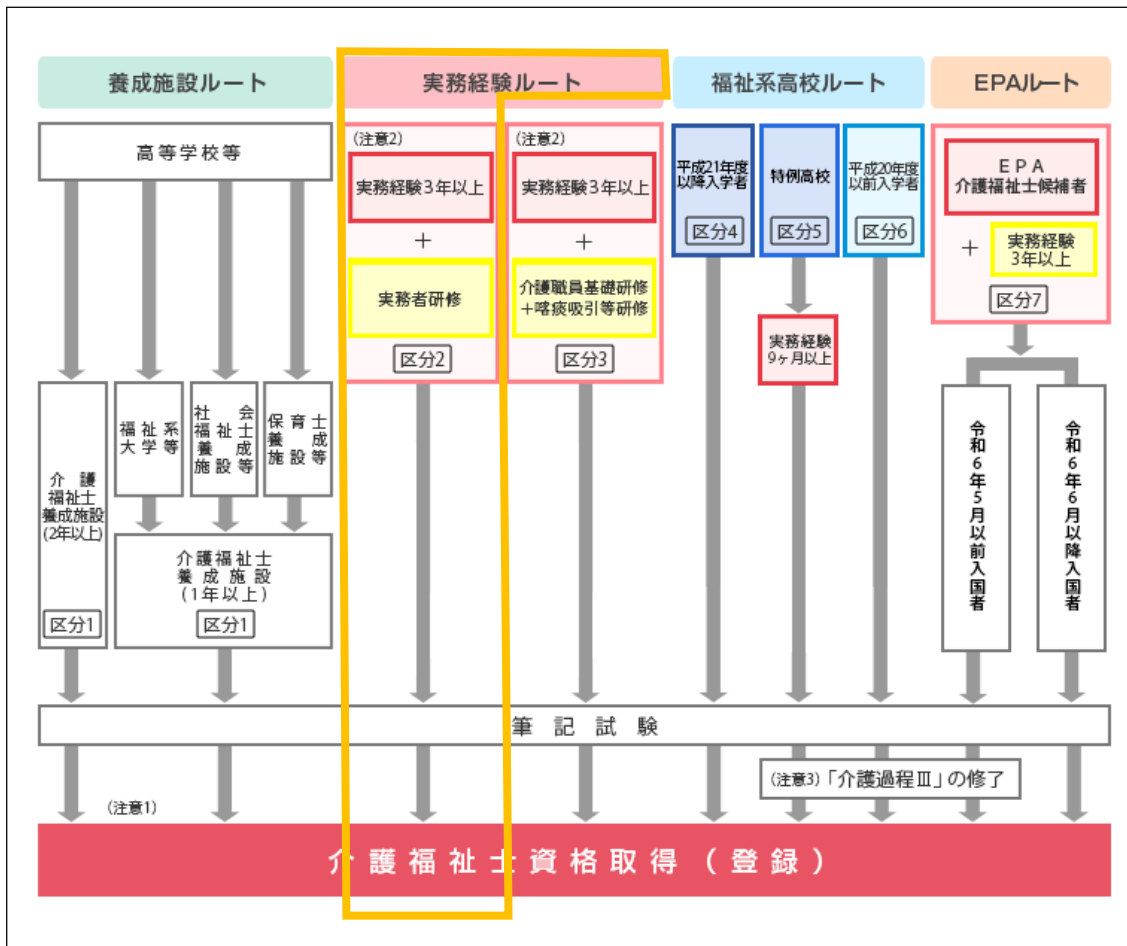 養成施設ルート
実務経験ルート
福祉系高校ルート
EPAルート
高等学校等
介護
福祉士
養成施設
(2年以上)
区分1
福祉系
大学等
社会
福祉士
養成
施設等
保育士
養成
施設等
介護福祉士
養成施設
(1年以上)
区分1
(注意2)
実務経験3年以上
+
実務者研修
区分2
(注意2)
実務経験3年以上
+
介護職員基礎研修
+喀痰吸引等研修
区分3
平成21年度
以降入学者
区分4
特例高校
区分5
実務経験
9ヶ月以上
平成20年度
以前入学者
区分6
EPA
介護福祉士候補者
+
実務経験
3年以上
区分7
令和6年5月以前入国者
令和6年6月以降入国者
筆記試験
(注意3)「介護過程Ⅲ」の修了
(注意1)
介護福祉士資格取得(登録)